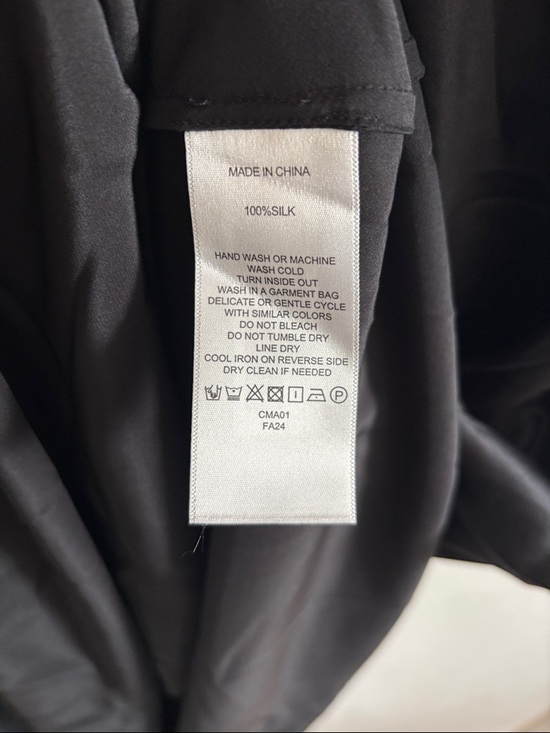 MADE IN CHINA
100%SILK
HAND WASH OR MACHINE
WASH COLD
TURN INSIDE OUT
WASH IN A GARMENT BAG
DELICATE OR GENTLE CYCLE
WITH SIMILAR COLORS
DO NOT BLEACH
DO NOT TUMBLE DRY
LINE DRY
COOL IRON ON REVERSE SIDE
DRY CLEAN IF NEEDED
P
CMA01
FA24